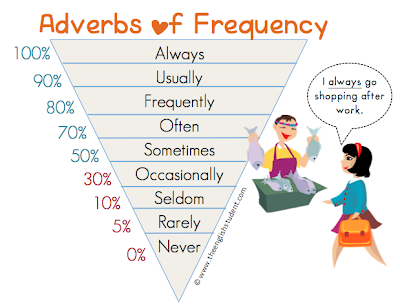 Adverbs of Frequency
100% Always
90% Usually
80% Frequently
70% Often
50% Sometimes
30% Occasionally
10% Seldom
5% Rarely
0% Never
I always go
shopping after
work.
© www.theenglishstudent.com